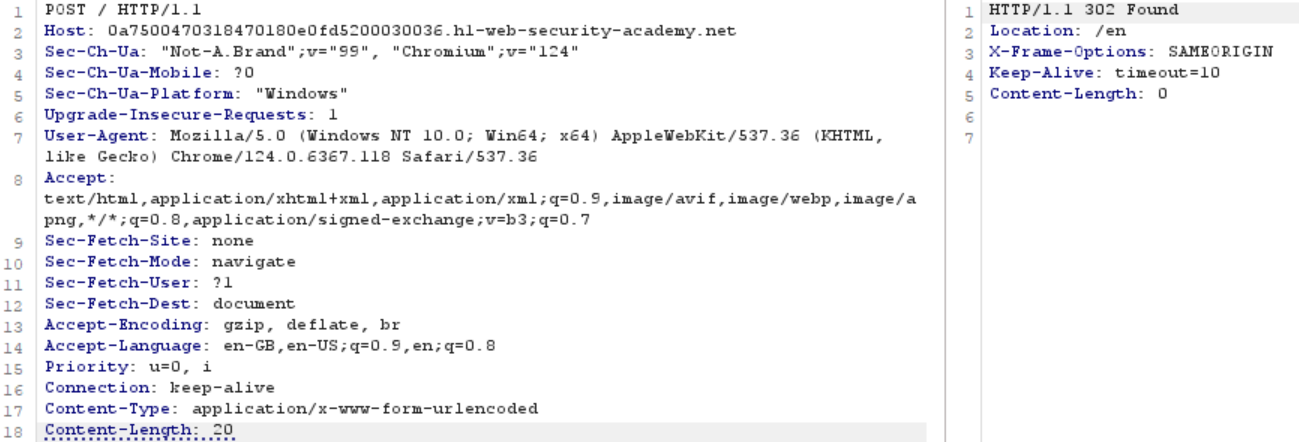 1 POST / HTTP/1.1
2 Host: 0a7500470318470180e0fd5200030036.h1-web-security-academy.net
3 Sec-Ch-Ua: "Not-A.Brand";v="99", "Chromium";v="124"
4 Sec-Ch-Ua-Mobile: ?0
5 Sec-Ch-Ua-Platform: "Windows"
6 Upgrade-Insecure-Requests: 1
7 User-Agent: Mozilla/5.0 (Windows NT 10.0; Win64; x64) AppleWebKit/537.36 (KHTML,
like Gecko) Chrome/124.0.6367.118 Safari/537.36
8 Accept:
text/html,application/xhtml+xml,application/xml;q=0.9,image/avif,image/webp,image/a
png,*/*;q=0.8,application/signed-exchange;v=b3;q=0.7
9 Sec-Fetch-Site: none
10 Sec-Fetch-Mode: navigate
11 Sec-Fetch-User: ?1
12 Sec-Fetch-Dest: document
13 Accept-Encoding: gzip, deflate, br
14 Accept-Language: en-GB,en-US;q=0.9,en;q=0.8
15 Priority: u=0, i
16 Connection: keep-alive
17 Content-Type: application/x-www-form-urlencoded
18 Content-Length: 20
1 HTTP/1.1 302 Found
2 Location: /en
3 X-Frame-Options: SAMEORIGIN
4 Keep-Alive: timeout=10
5 Content-Length: 0
6
7